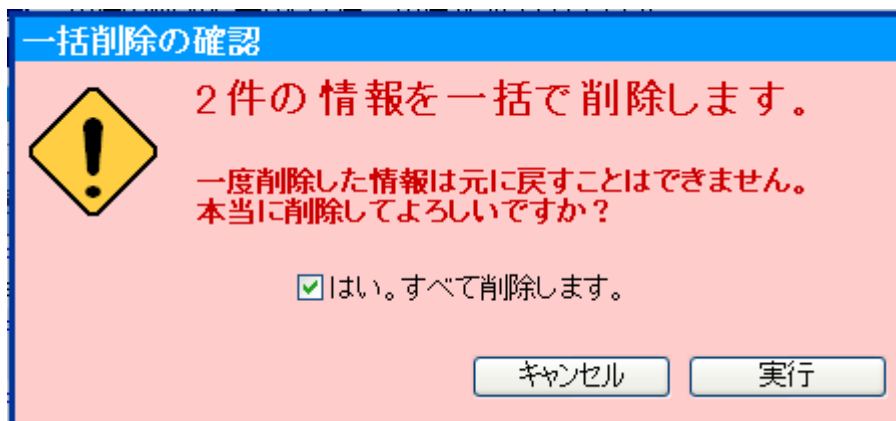 一括削除の確認
2件の情報を一括で削除します。
一度削除した情報は元に戻すことはできません。
本当に削除してよろしいですか？
はい。すべて削除します。
キャンセル
実行